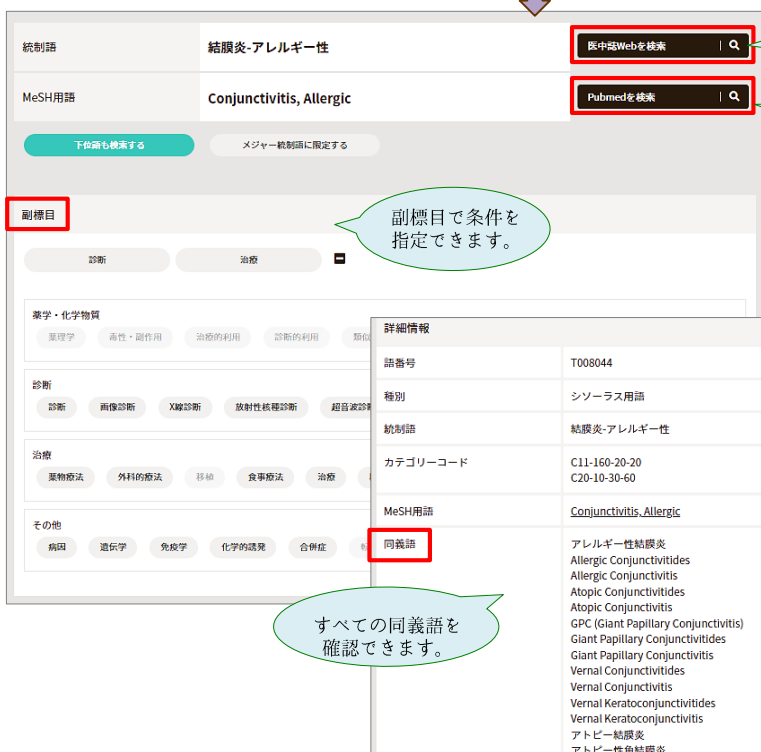 統制語
結膜炎-アレルギー性
医中誌Webを検索
MeSH用語
Conjunctivitis, Allergic
Pubmedを検索
下位語も検索する
メジャー統制語に限定する
副標目
副標目で条件を
指定できます。
診断
治療
薬学・化学物質
薬理学
毒性・副作用
治療的利用
診断的利用
診断
診断
画像診断
X線診断
放射性核種診断
超音波診断
治療
薬物療法
外科的療法
移植
食事療法
治療
その他
病因
遺伝学
免疫学
化学的誘発
合併症
詳細情報
語番号
T008044
種別
シソーラス用語
統制語
結膜炎-アレルギー性
カテゴリーコード
C11-160-20-20
C20-10-30-60
MeSH用語
Conjunctivitis, Allergic
同義語
アレルギー性結膜炎
Allergic Conjunctivitides
Allergic Conjunctivitis
Atopic Conjunctivitides
Atopic Conjunctivitis
GPC (Giant Papillary Conjunctivitis)
Giant Papillary Conjunctivitides
Giant Papillary Conjunctivitis
Vernal Conjunctivitides
Vernal Conjunctivitis
Vernal Keratoconjunctivitides
Vernal Keratoconjunctivitis
アトピー結膜炎
アトピー性角結膜炎
すべての同義語を
確認できます。